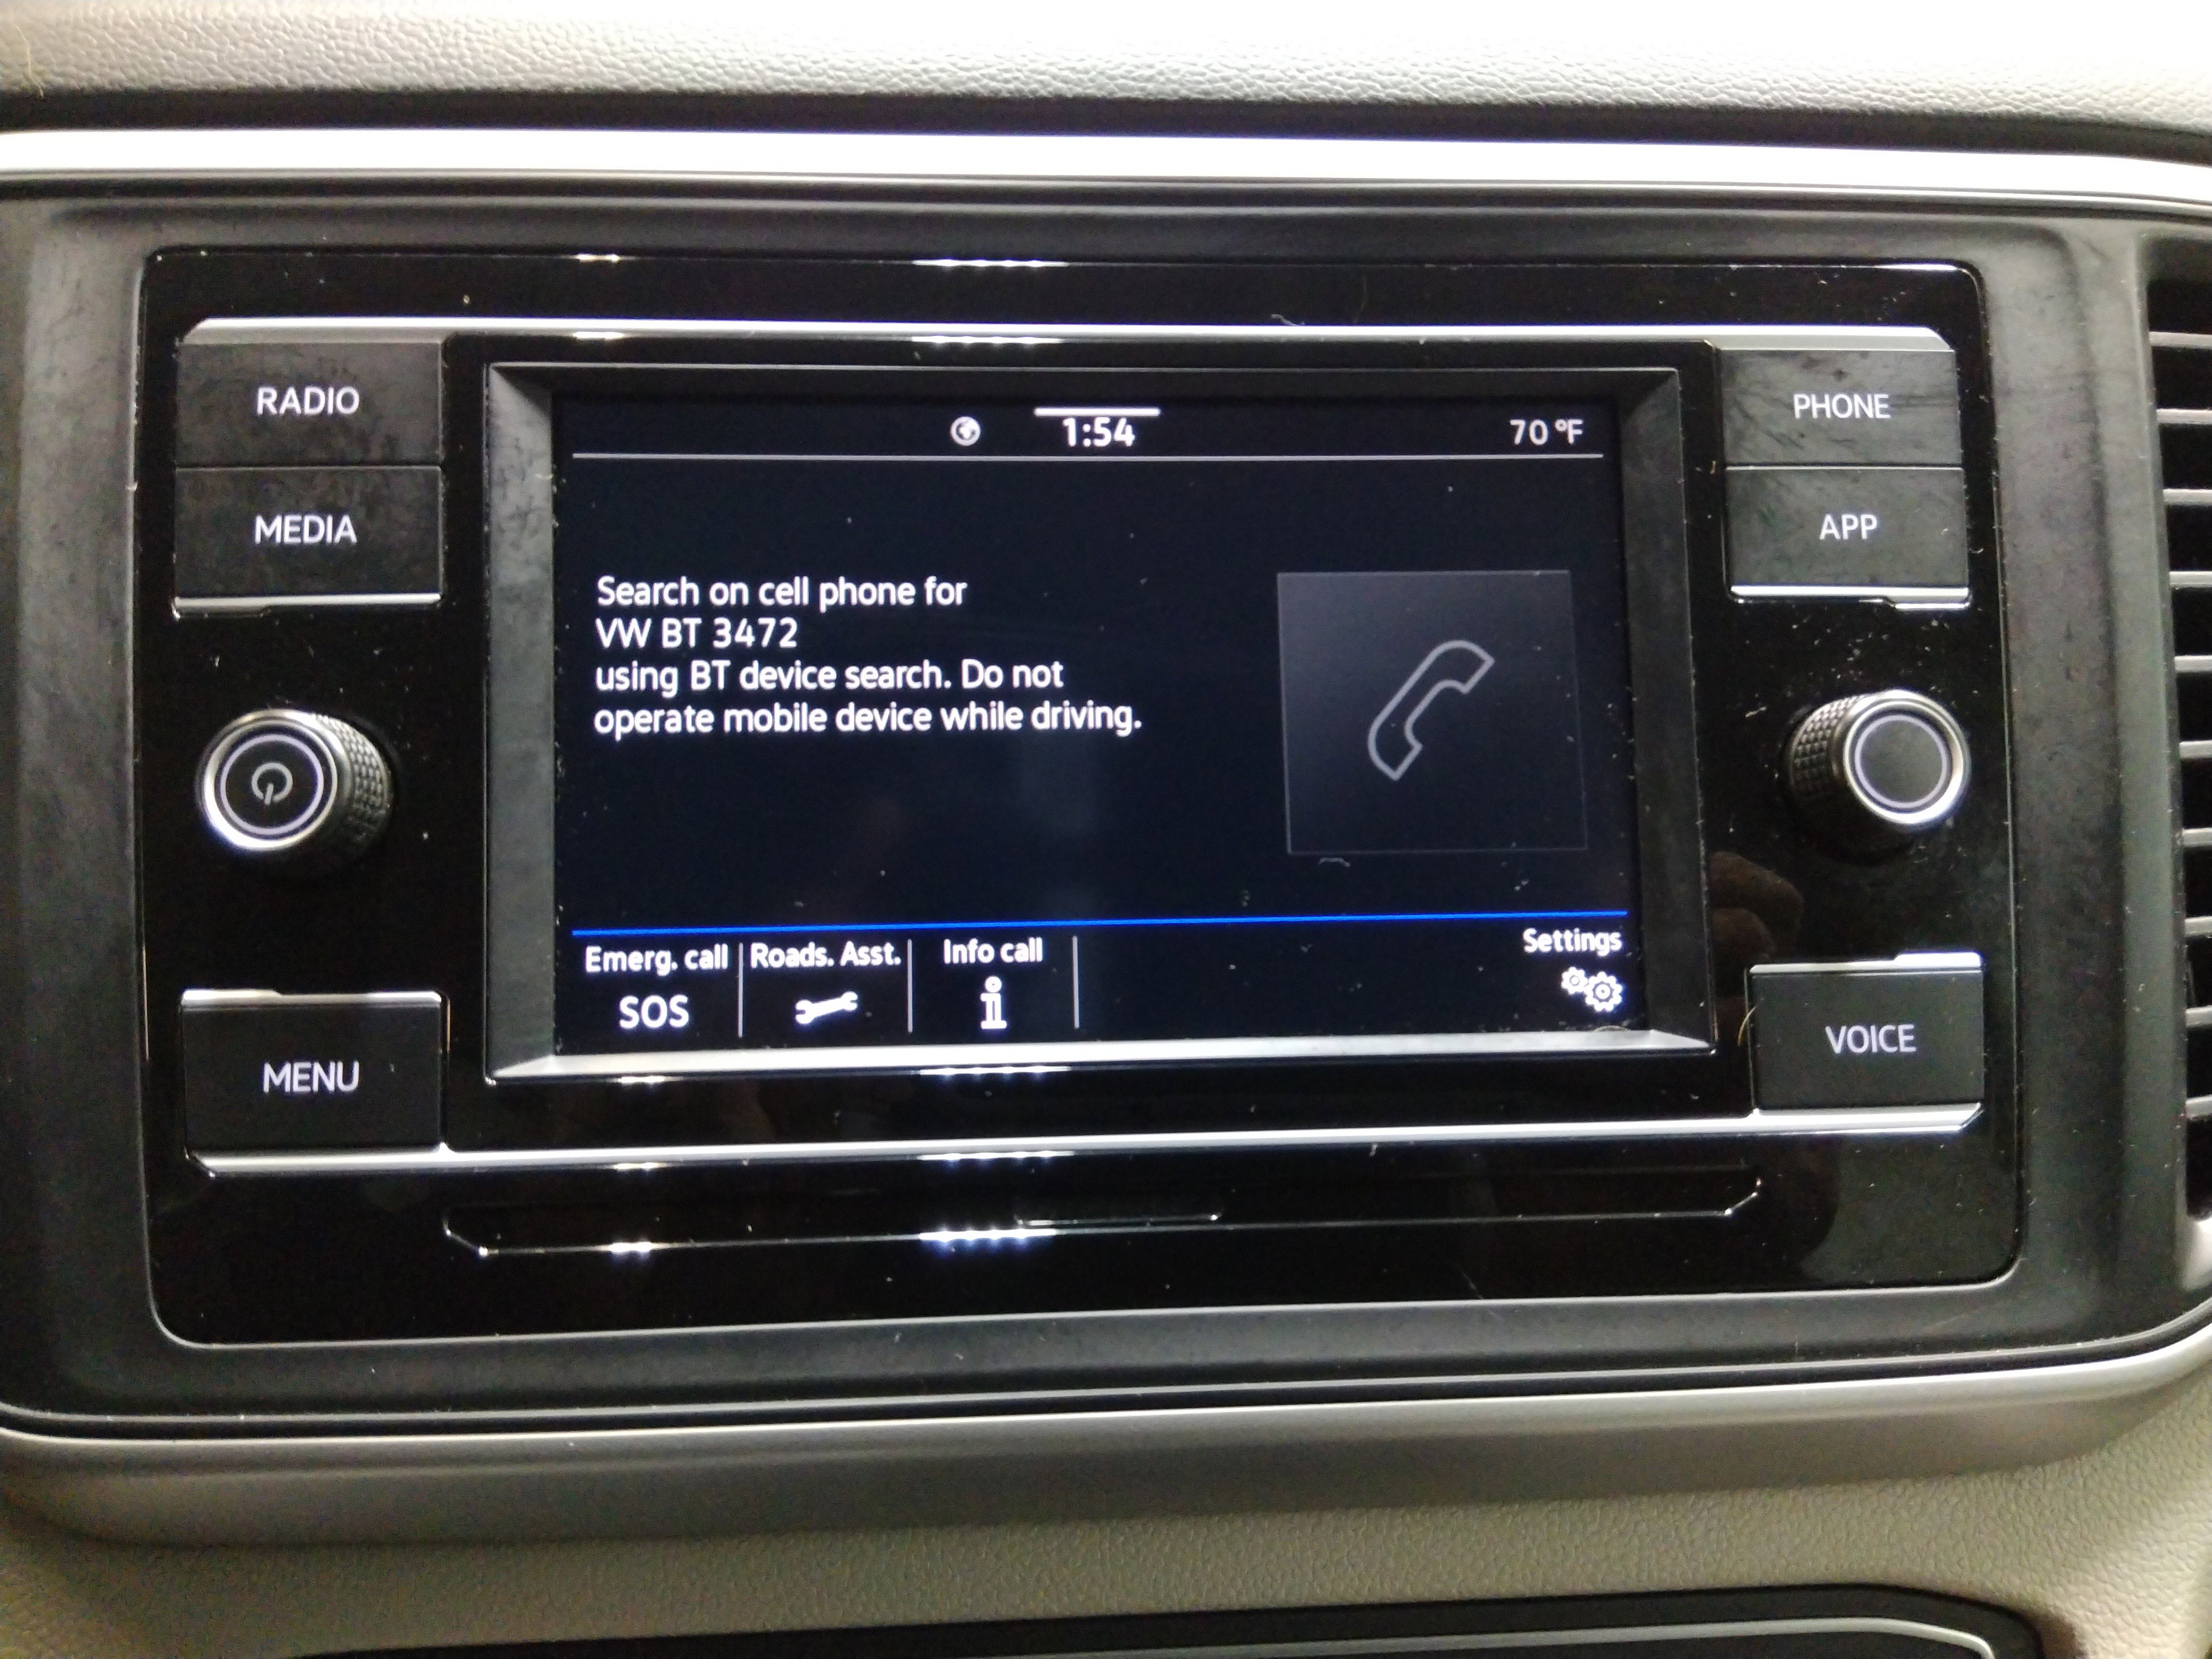 RADIO
MEDIA
MENU
1:54
70 °F
Search on cell phone for
VW BT 3472
using BT device search. Do not
operate mobile device while driving.
Emerg. call
SOS
Roads. Asst.
Info call
i
Settings
PHONE
APP
VOICE